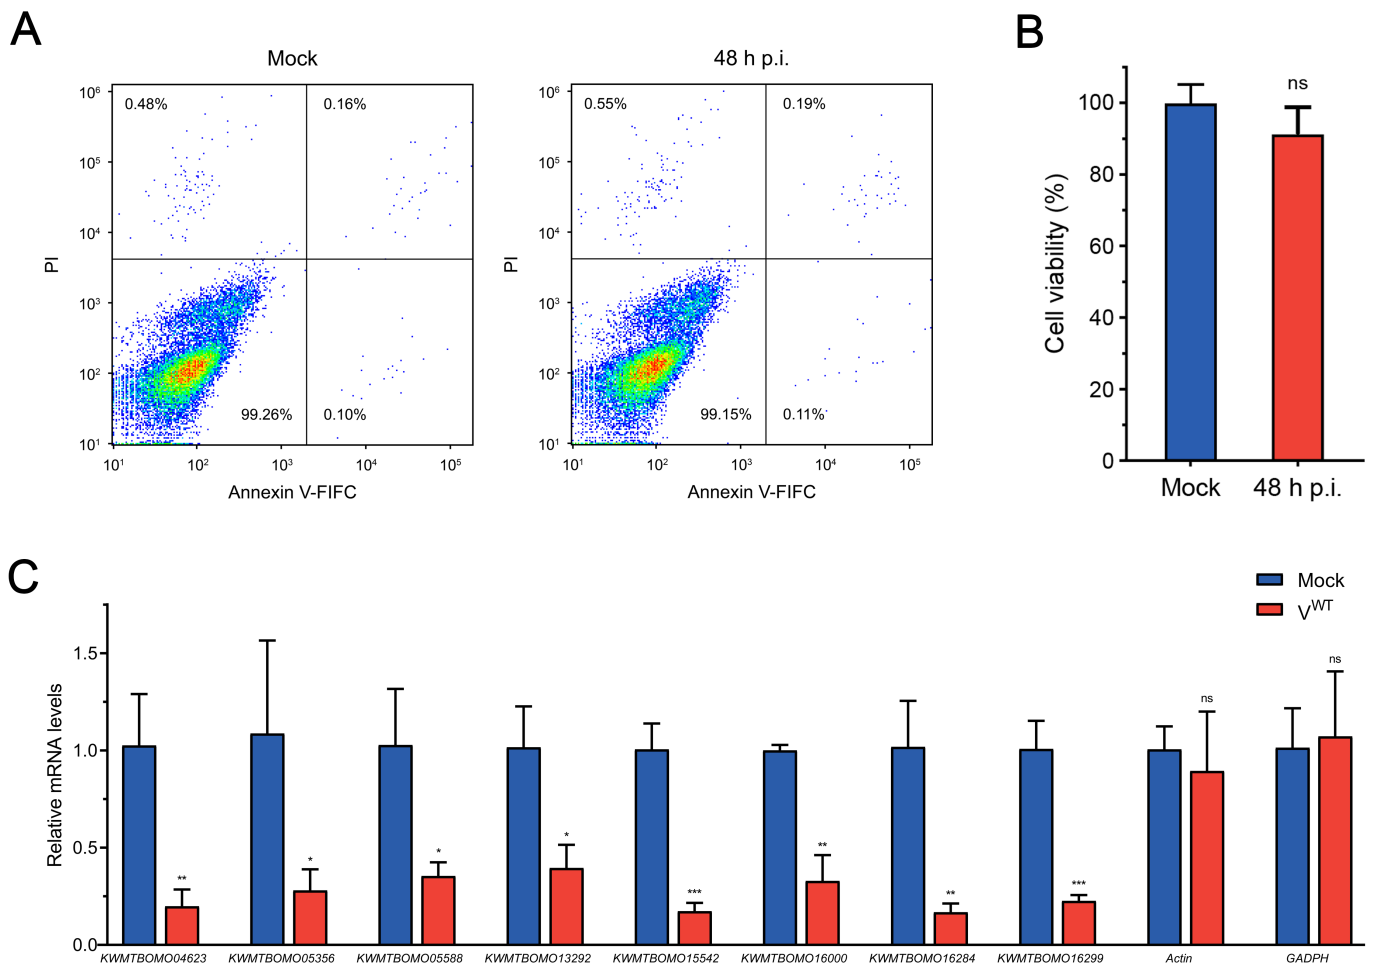 A
Mock
10⁶
10⁵
10⁴
10³
10²
10¹
PI
0.48%
0.16%
99.26%
0.10%
10¹
10²
10³
10⁴
10⁵
Annexin V-FIFC
48 h p.i.
10⁶
10⁵
10⁴
10³
10²
10¹
PI
0.55%
0.19%
99.15%
0.11%
10¹
10²
10³
10⁴
10⁵
Annexin V-FIFC
B
Cell viability (%)
100
80
60
40
20
0
ns
Mock
48 h p.i.
C
Mock
V^WT
Relative mRNA levels
1.5
1.0
0.5
0.0
**
*
*
*
***
**
**
***
ns
ns
KWMTBOMO04623
KWMTBOMO05356
KWMTBOMO05588
KWMTBOMO13292
KWMTBOMO15542
KWMTBOMO16000
KWMTBOMO16284
KWMTBOMO16299
Actin
GADPH